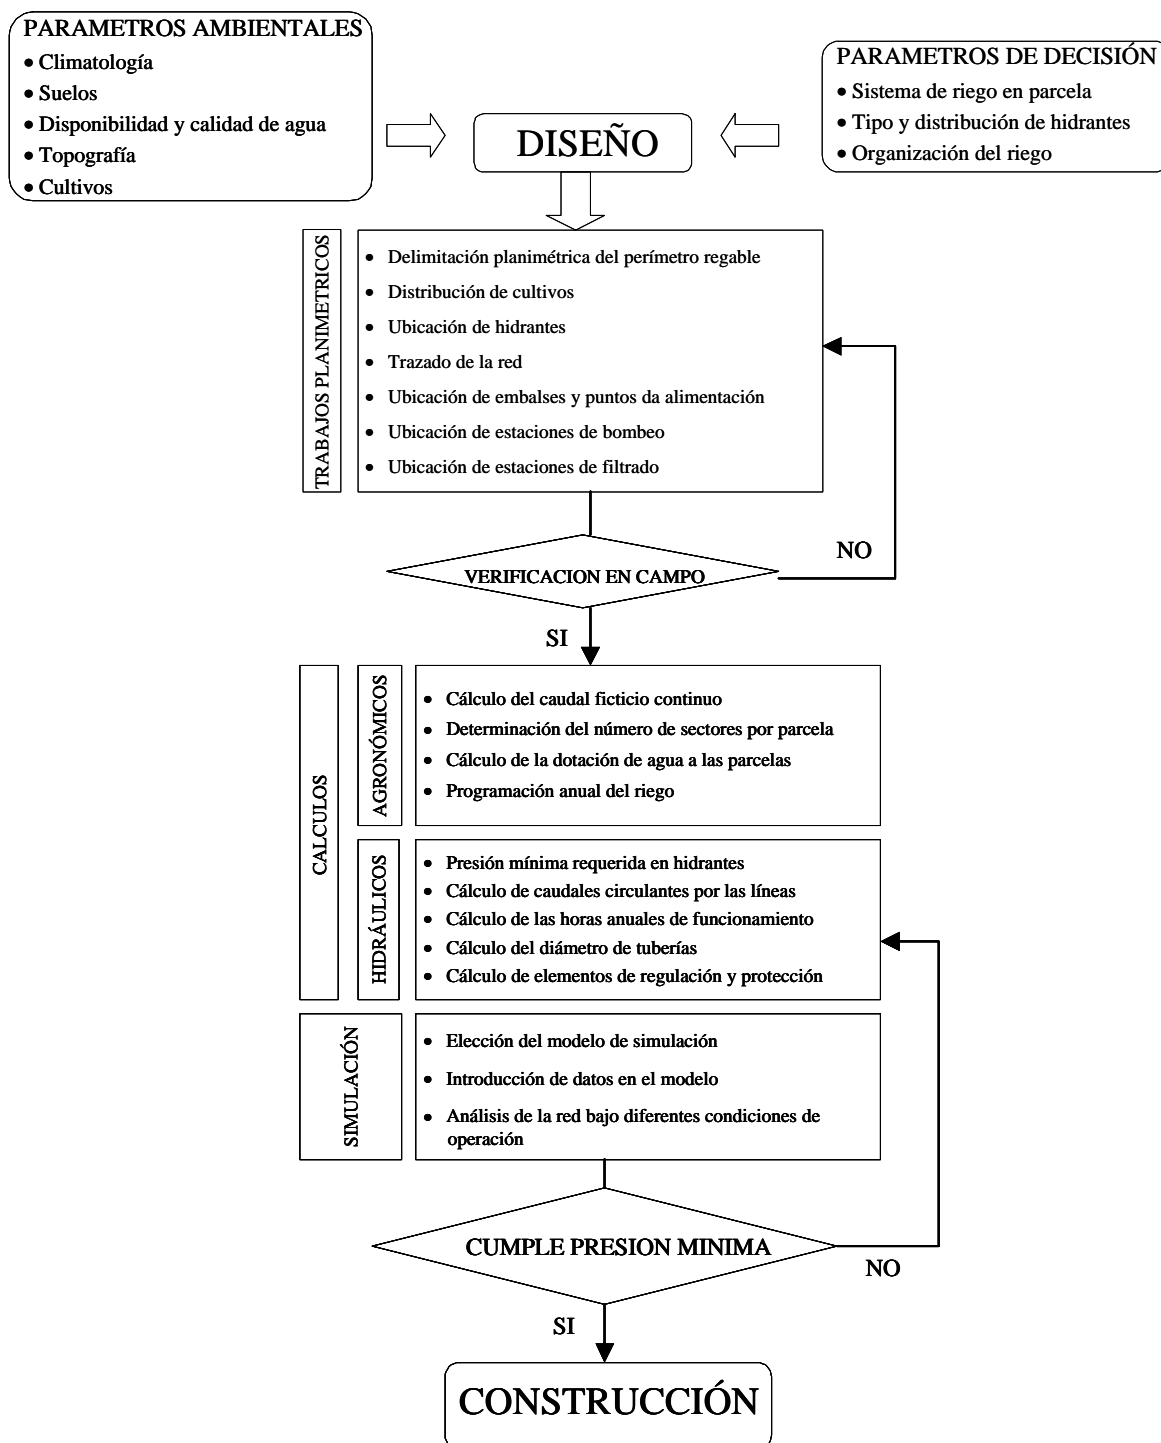 PARAMETROS AMBIENTALES
• Climatología
• Suelos
• Disponibilidad y calidad de agua
• Topografía
• Cultivos
PARAMETROS DE DECISIÓN
• Sistema de riego en parcela
• Tipo y distribución de hidrantes
• Organización del riego
DISEÑO
TRABAJOS PLANIMETRICOS
• Delimitación planimétrica del perímetro regable
• Distribución de cultivos
• Ubicación de hidrantes
• Trazado de la red
• Ubicación de embalses y puntos da alimentación
• Ubicación de estaciones de bombeo
• Ubicación de estaciones de filtrado
VERIFICACION EN CAMPO
NO
SI
CALCULOS
AGRONÓMICOS
• Cálculo del caudal ficticio continuo
• Determinación del número de sectores por parcela
• Cálculo de la dotación de agua a las parcelas
• Programación anual del riego
HIDRÁULICOS
• Presión mínima requerida en hidrantes
• Cálculo de caudales circulantes por las líneas
• Cálculo de las horas anuales de funcionamiento
• Cálculo del diámetro de tuberías
• Cálculo de elementos de regulación y protección
SIMULACIÓN
• Elección del modelo de simulación
• Introducción de datos en el modelo
• Análisis de la red bajo diferentes condiciones de
operación
CUMPLE PRESION MINIMA
NO
SI
CONSTRUCCIÓN